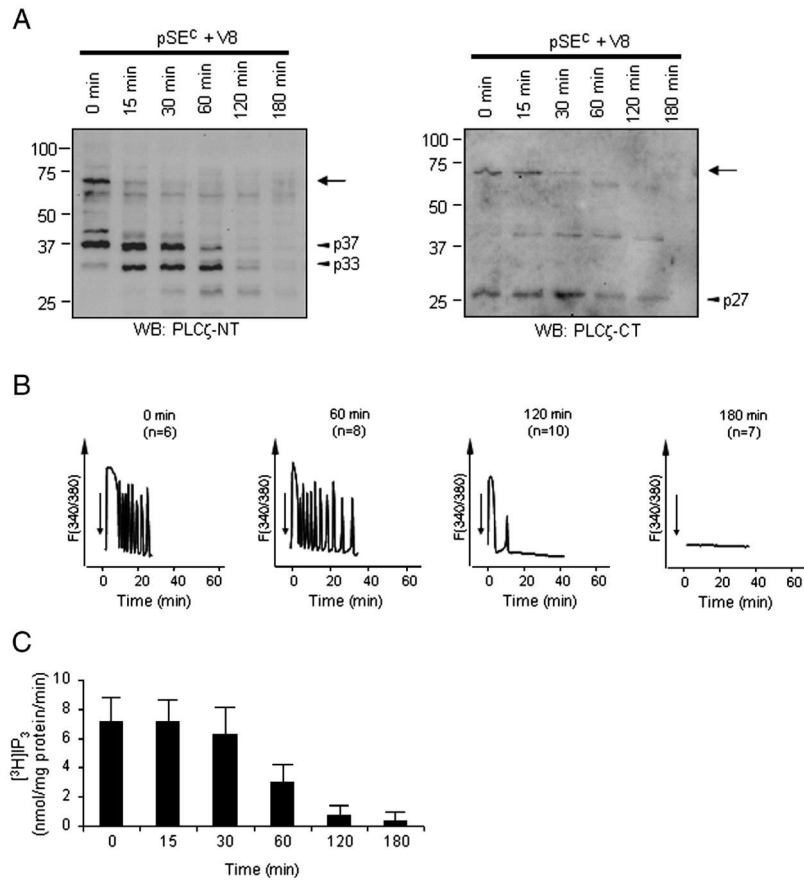 A
pSEᶜ + V8
0 min
15 min
30 min
60 min
120 min
180 min
100
75
50
37
25
p37
p33
WB: PLCζ-NT
pSEᶜ + V8
0 min
15 min
30 min
60 min
120 min
180 min
100
75
50
37
25
p27
WB: PLCζ-CT
B
0 min
(n=6)
F(340/380)
0 20 40 60
Time (min)
60 min
(n=8)
F(340/380)
0 20 40 60
Time (min)
120 min
(n=10)
F(340/380)
0 20 40 60
Time (min)
180 min
(n=7)
F(340/380)
0 20 40 60
Time (min)
C
[³H]IP₃
(nmol/mg protein/min)
10
8
6
4
2
0
0 15 30 60 120 180
Time (min)